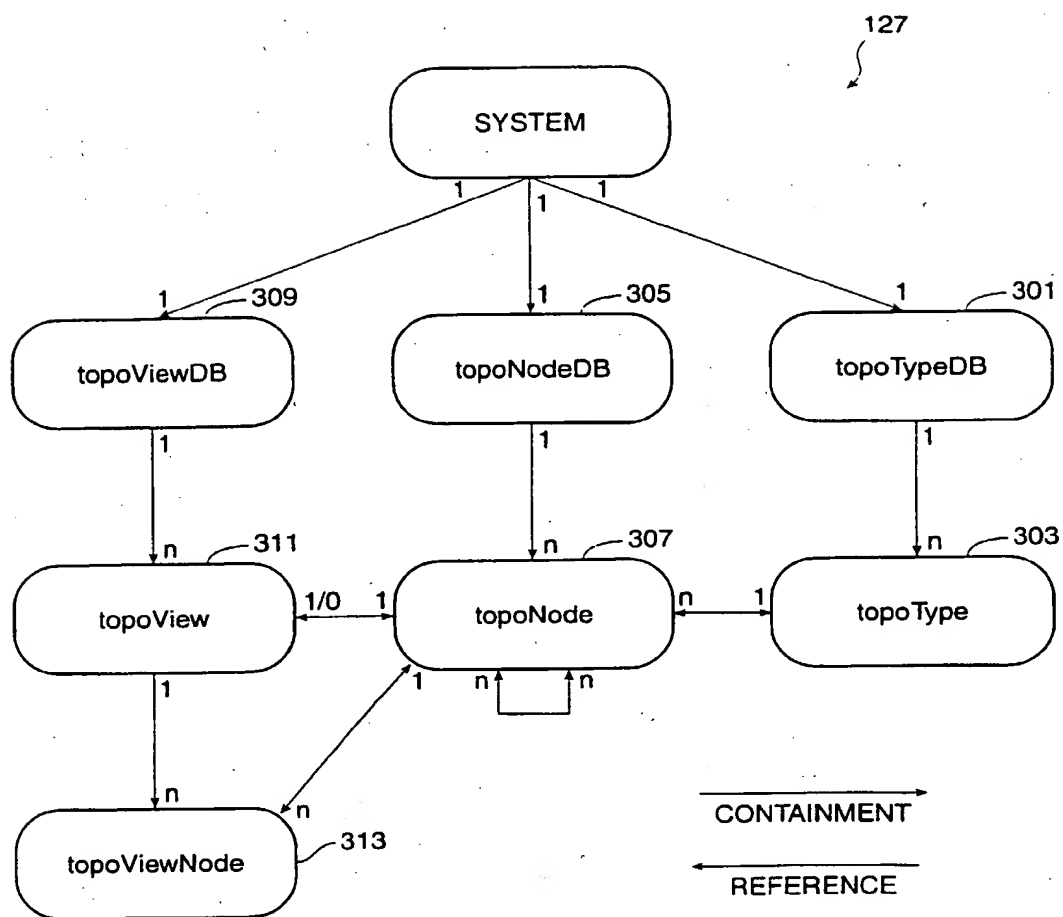 127
SYSTEM
1 1 1
1 309 1 305 1 301
topoViewDB topoNodeDB topoTypeDB
1 1 1
n 311 n 307 n 303
topoView 1/0 1 topoNode n 1 topoType
1 1 n n
n n
topoViewNode 313
CONTAINMENT
REFERENCE